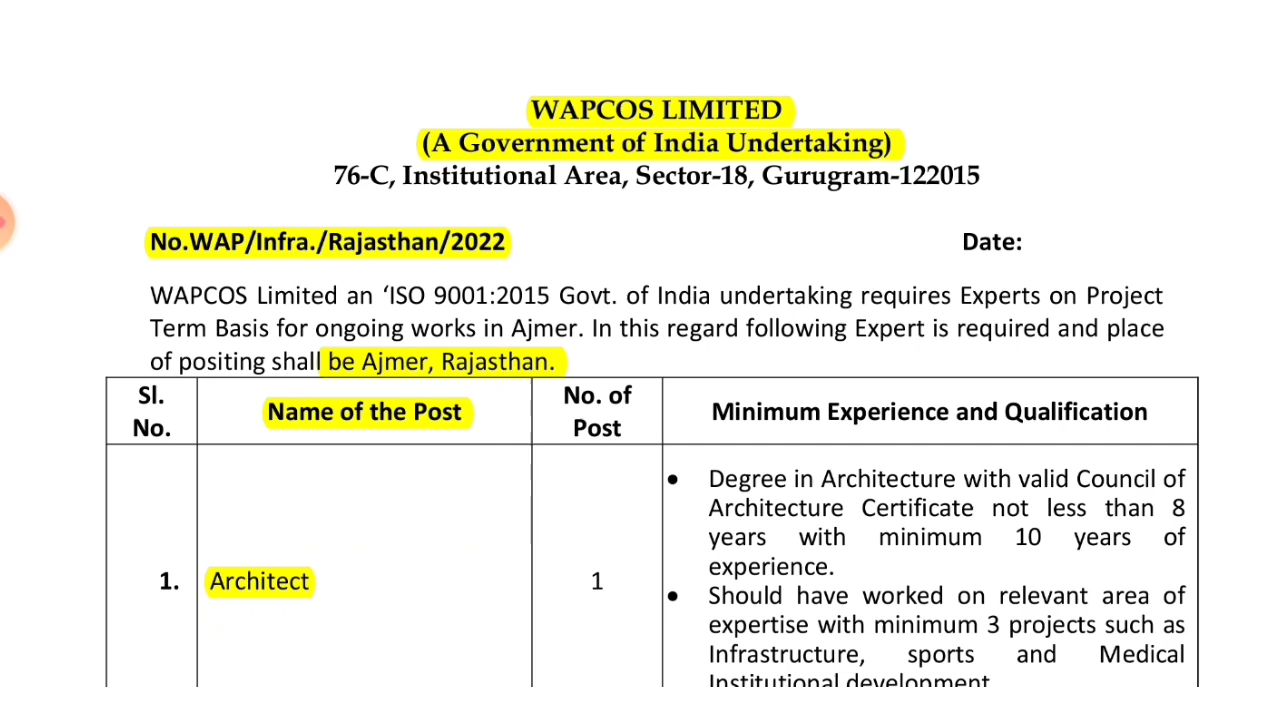 WAPCOS LIMITED
(A Government of India Undertaking)
76-C, Institutional Area, Sector-18, Gurugram-122015
No.WAP/Infra./Rajasthan/2022 Date:
WAPCOS Limited an ‘ISO 9001:2015 Govt. of India undertaking requires Experts on Project
Term Basis for ongoing works in Ajmer. In this regard following Expert is required and place
of positing shall be Ajmer, Rajasthan.
Sl. No. Name of the Post No. of Post Minimum Experience and Qualification
1. Architect 1
• Degree in Architecture with valid Council of
Architecture Certificate not less than 8
years with minimum 10 years of
experience.
• Should have worked on relevant area of
expertise with minimum 3 projects such as
Infrastructure, sports and Medical
Institutional development